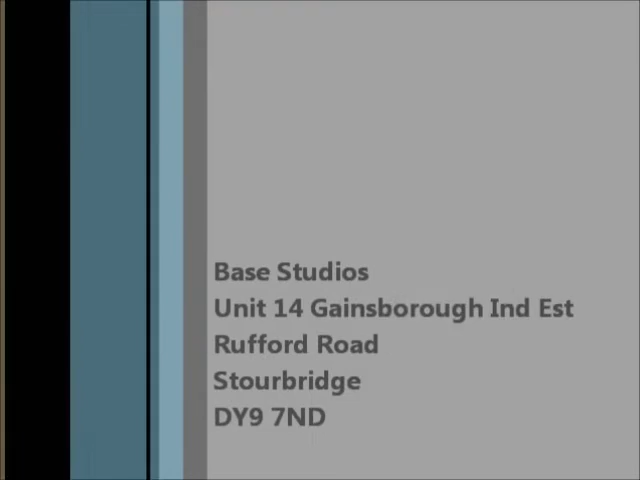 Base Studios
Unit 14 Gainsborough Ind Est
Rufford Road
Stourbridge
DY9 7ND